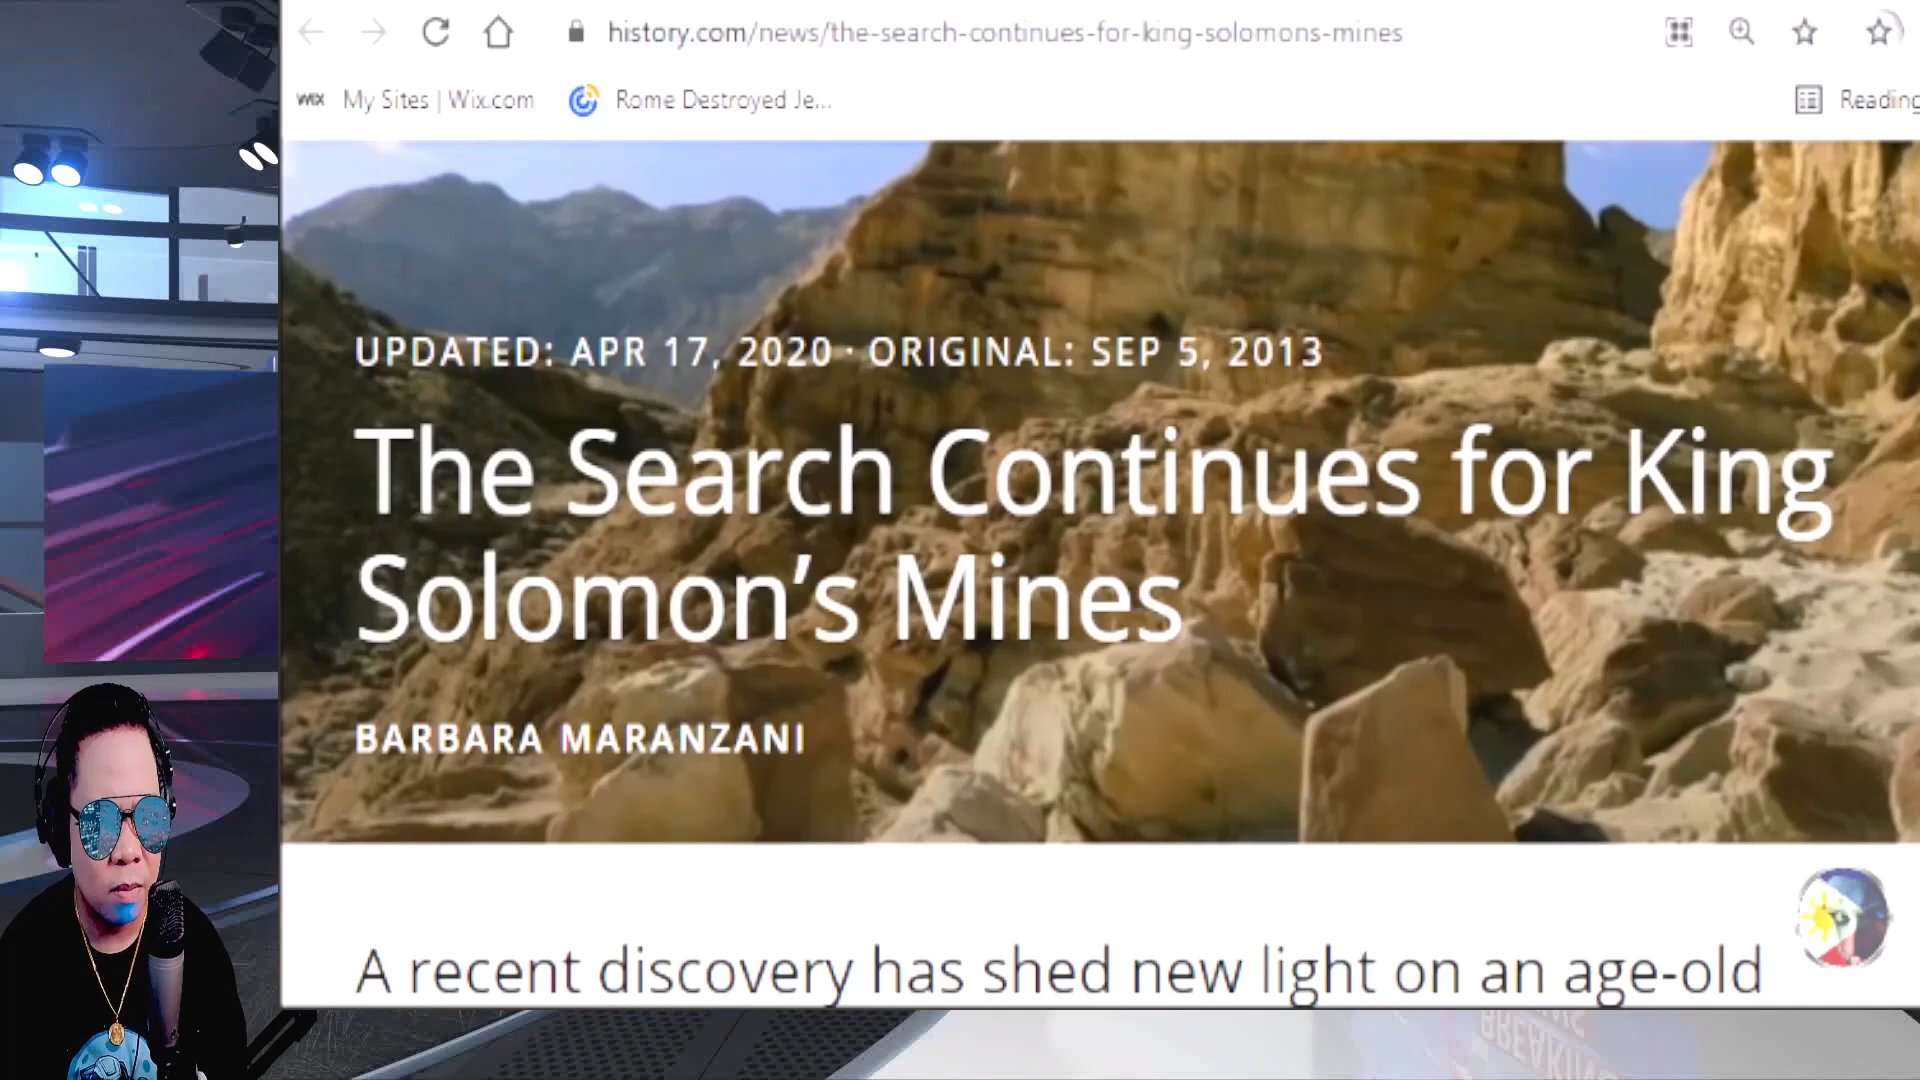 history.com/news/the-search-continues-for-king-solomons-mines
WIX My Sites | Wix.com Rome Destroyed Je... Reading
UPDATED: APR 17, 2020 · ORIGINAL: SEP 5, 2013
The Search Continues for King
Solomon's Mines
BARBARA MARANZANI
A recent discovery has shed new light on an age-old
BREAKING